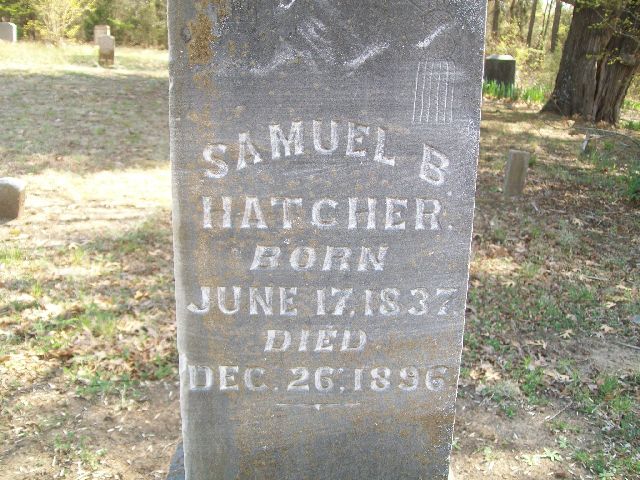 SAMUEL B.
HATCHER.
BORN
JUNE 17, 1837.
DIED
DEC. 26, 1896.